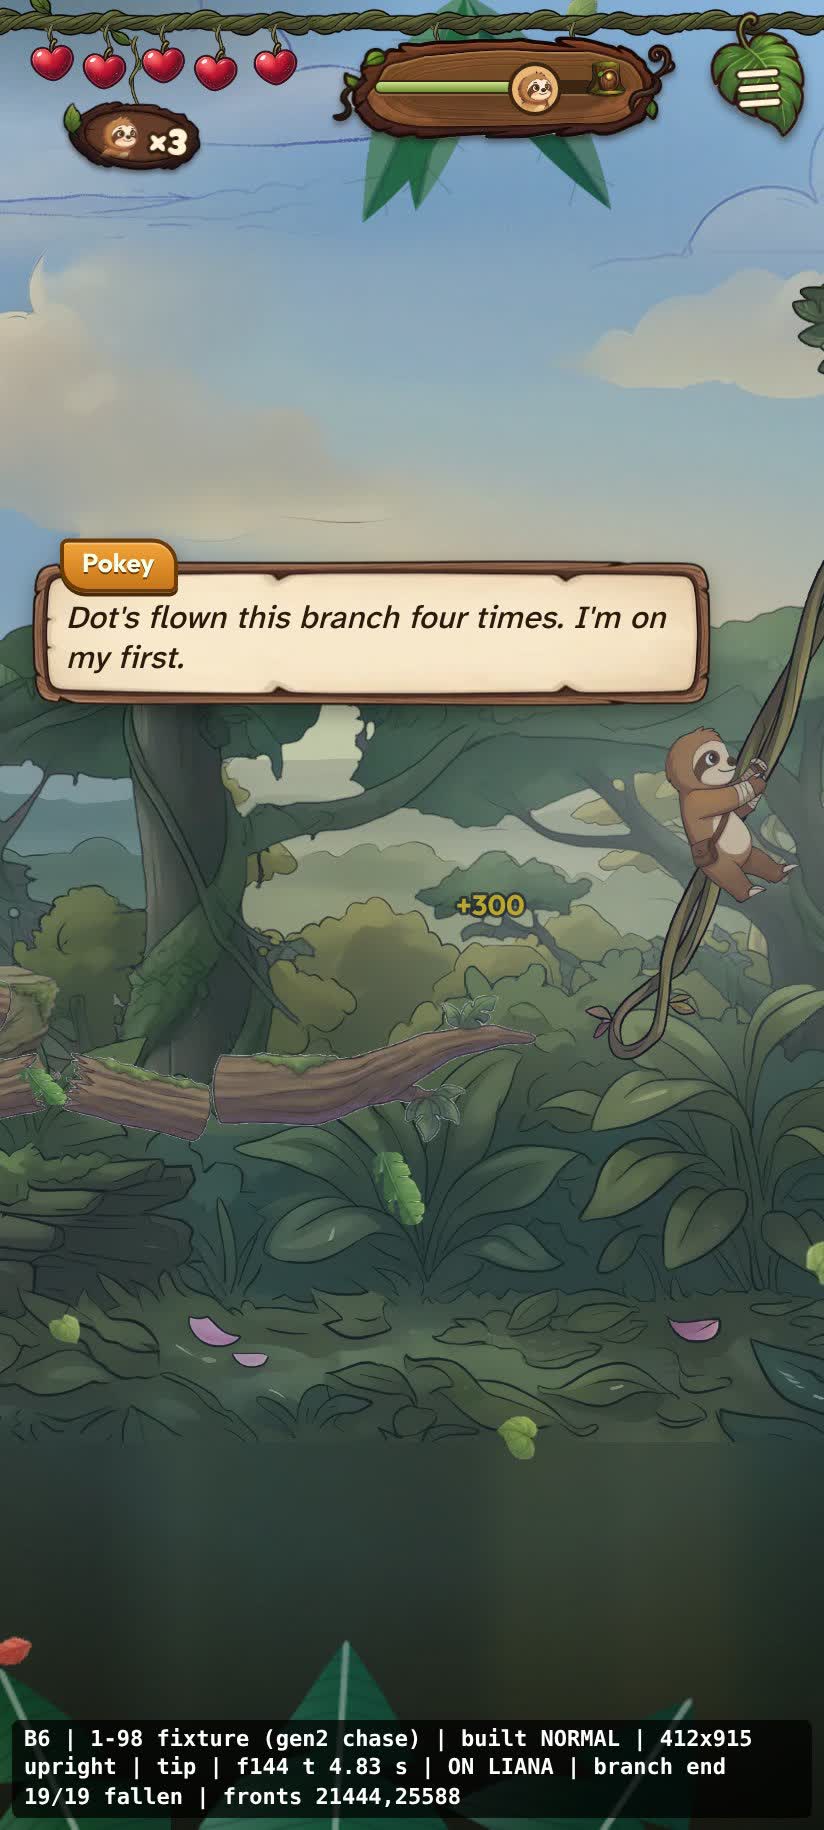 ×3
Pokey
Dot's flown this branch four times. I'm on
my first.
+300
B6 | 1-98 fixture (gen2 chase) | built NORMAL | 412x915
upright | tip | f144 t 4.83 s | ON LIANA | branch end
19/19 fallen | fronts 21444,25588